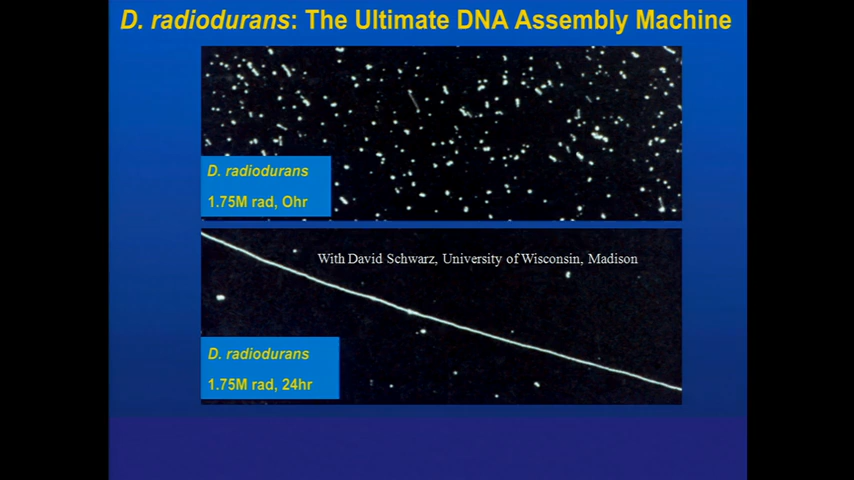 D. radiodurans: The Ultimate DNA Assembly Machine
D. radiodurans
1.75M rad, Ohr
With David Schwarz, University of Wisconsin, Madison
D. radiodurans
1.75M rad, 24hr